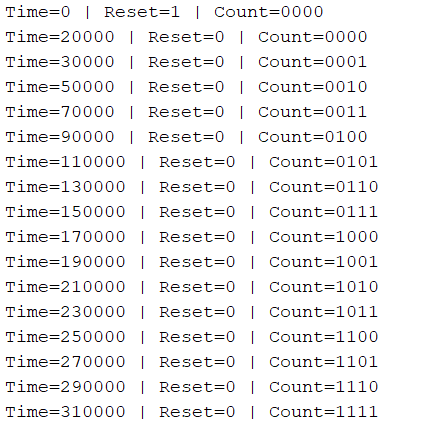 Time=0 | Reset=1 | Count=0000
Time=20000 | Reset=0 | Count=0000
Time=30000 | Reset=0 | Count=0001
Time=50000 | Reset=0 | Count=0010
Time=70000 | Reset=0 | Count=0011
Time=90000 | Reset=0 | Count=0100
Time=110000 | Reset=0 | Count=0101
Time=130000 | Reset=0 | Count=0110
Time=150000 | Reset=0 | Count=0111
Time=170000 | Reset=0 | Count=1000
Time=190000 | Reset=0 | Count=1001
Time=210000 | Reset=0 | Count=1010
Time=230000 | Reset=0 | Count=1011
Time=250000 | Reset=0 | Count=1100
Time=270000 | Reset=0 | Count=1101
Time=290000 | Reset=0 | Count=1110
Time=310000 | Reset=0 | Count=1111